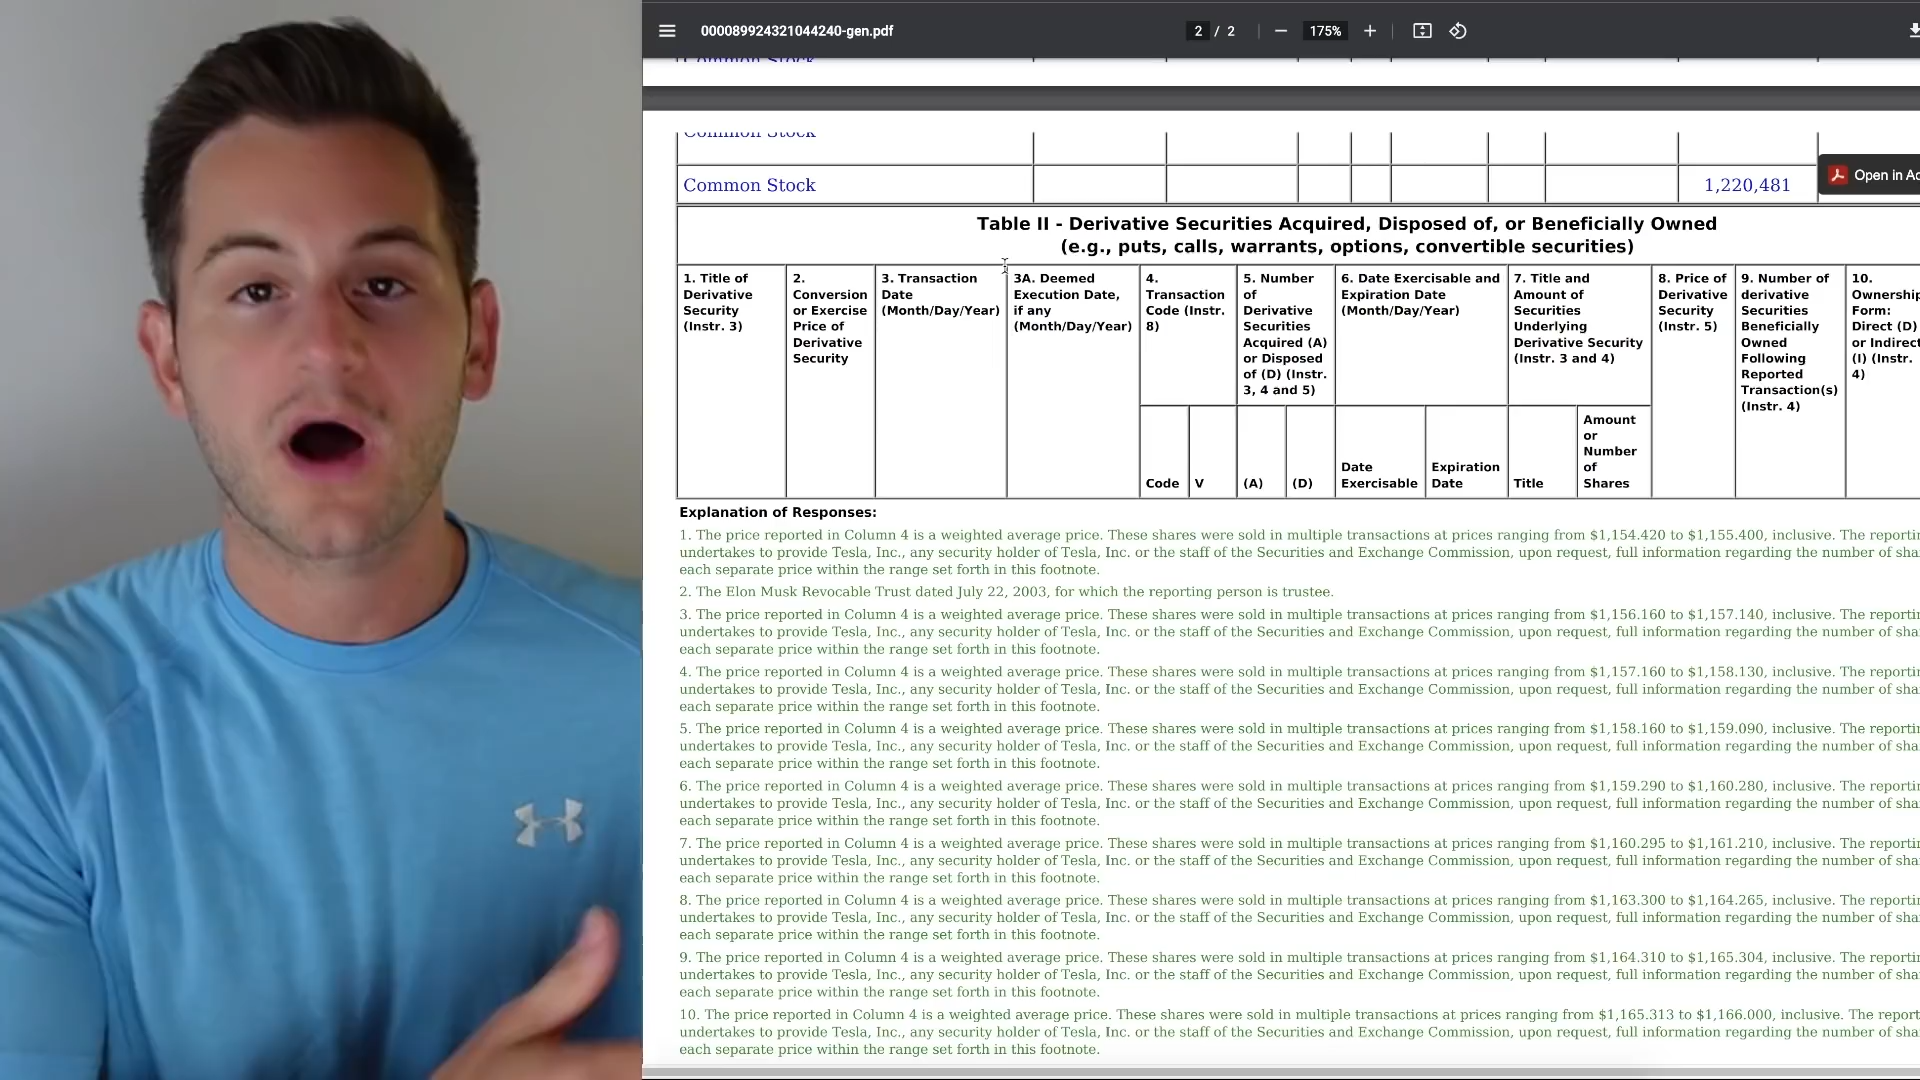 000089924321044240-gen.pdf
2 / 2
175%
Common Stock
Common Stock
Common Stock 1,220,481
Open in Ac
Table II - Derivative Securities Acquired, Disposed of, or Beneficially Owned
(e.g., puts, calls, warrants, options, convertible securities)
1. Title of
Derivative
Security
(Instr. 3)
2.
Conversion
or Exercise
Price of
Derivative
Security
3. Transaction
Date
(Month/Day/Year)
3A. Deemed
Execution Date,
if any
(Month/Day/Year)
4.
Transaction
Code (Instr.
8)
5. Number
of
Derivative
Securities
Acquired (A)
or Disposed
of (D) (Instr.
3, 4 and 5)
6. Date Exercisable and
Expiration Date
(Month/Day/Year)
7. Title and
Amount of
Securities
Underlying
Derivative Security
(Instr. 3 and 4)
8. Price of
Derivative
Security
(Instr. 5)
9. Number of
derivative
Securities
Beneficially
Owned
Following
Reported
Transaction(s)
(Instr. 4)
10.
Ownership
Form:
Direct (D)
or Indirect
(I) (Instr.
4)
Code
V
(A)
(D)
Date
Exercisable
Expiration
Date
Title
Amount
or
Number
of
Shares
Explanation of Responses:
1. The price reported in Column 4 is a weighted average price. These shares were sold in multiple transactions at prices ranging from $1,154.420 to $1,155.400, inclusive. The reporti
undertakes to provide Tesla, Inc., any security holder of Tesla, Inc. or the staff of the Securities and Exchange Commission, upon request, full information regarding the number of sha
each separate price within the range set forth in this footnote.
2. The Elon Musk Revocable Trust dated July 22, 2003, for which the reporting person is trustee.
3. The price reported in Column 4 is a weighted average price. These shares were sold in multiple transactions at prices ranging from $1,156.160 to $1,157.140, inclusive. The reporti
undertakes to provide Tesla, Inc., any security holder of Tesla, Inc. or the staff of the Securities and Exchange Commission, upon request, full information regarding the number of sha
each separate price within the range set forth in this footnote.
4. The price reported in Column 4 is a weighted average price. These shares were sold in multiple transactions at prices ranging from $1,157.160 to $1,158.130, inclusive. The reporti
undertakes to provide Tesla, Inc., any security holder of Tesla, Inc. or the staff of the Securities and Exchange Commission, upon request, full information regarding the number of sha
each separate price within the range set forth in this footnote.
5. The price reported in Column 4 is a weighted average price. These shares were sold in multiple transactions at prices ranging from $1,158.160 to $1,159.090, inclusive. The reporti
undertakes to provide Tesla, Inc., any security holder of Tesla, Inc. or the staff of the Securities and Exchange Commission, upon request, full information regarding the number of sha
each separate price within the range set forth in this footnote.
6. The price reported in Column 4 is a weighted average price. These shares were sold in multiple transactions at prices ranging from $1,159.290 to $1,160.280, inclusive. The reporti
undertakes to provide Tesla, Inc., any security holder of Tesla, Inc. or the staff of the Securities and Exchange Commission, upon request, full information regarding the number of sha
each separate price within the range set forth in this footnote.
7. The price reported in Column 4 is a weighted average price. These shares were sold in multiple transactions at prices ranging from $1,160.295 to $1,161.210, inclusive. The reporti
undertakes to provide Tesla, Inc., any security holder of Tesla, Inc. or the staff of the Securities and Exchange Commission, upon request, full information regarding the number of sha
each separate price within the range set forth in this footnote.
8. The price reported in Column 4 is a weighted average price. These shares were sold in multiple transactions at prices ranging from $1,163.300 to $1,164.265, inclusive. The reporti
undertakes to provide Tesla, Inc., any security holder of Tesla, Inc. or the staff of the Securities and Exchange Commission, upon request, full information regarding the number of sha
each separate price within the range set forth in this footnote.
9. The price reported in Column 4 is a weighted average price. These shares were sold in multiple transactions at prices ranging from $1,164.310 to $1,165.304, inclusive. The reporti
undertakes to provide Tesla, Inc., any security holder of Tesla, Inc. or the staff of the Securities and Exchange Commission, upon request, full information regarding the number of sha
each separate price within the range set forth in this footnote.
10. The price reported in Column 4 is a weighted average price. These shares were sold in multiple transactions at prices ranging from $1,165.313 to $1,166.000, inclusive. The report
undertakes to provide Tesla, Inc., any security holder of Tesla, Inc. or the staff of the Securities and Exchange Commission, upon request, full information regarding the number of sha
each separate price within the range set forth in this footnote.